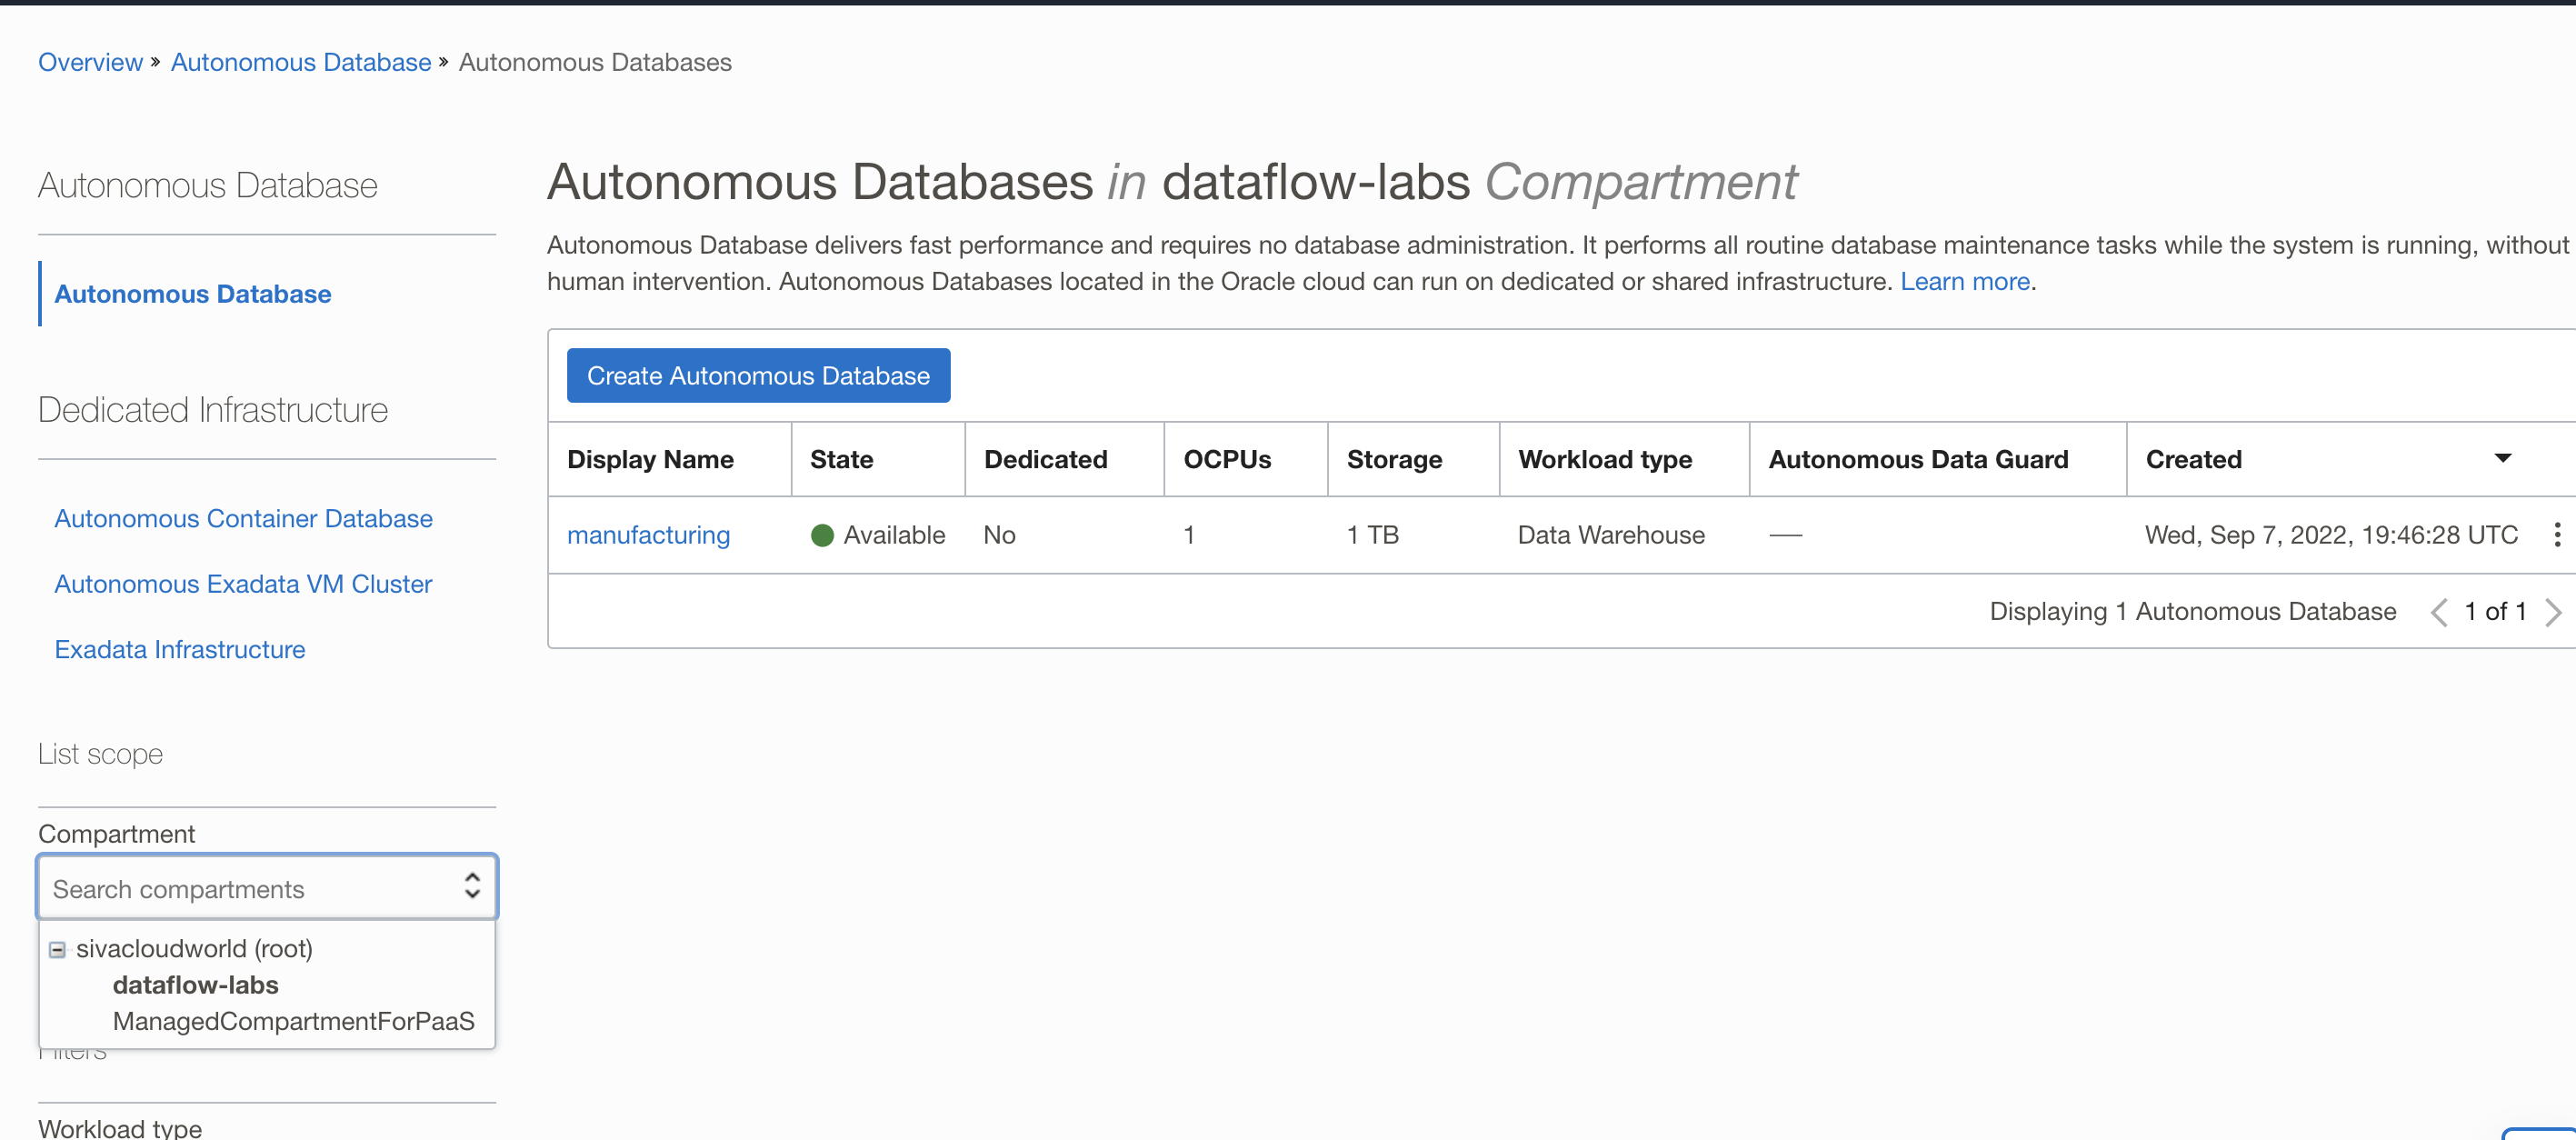 Overview » Autonomous Database » Autonomous Databases
Autonomous Database
Autonomous Database
Dedicated Infrastructure
Autonomous Container Database
Autonomous Exadata VM Cluster
Exadata Infrastructure
List scope
Compartment
Search compartments
sivacloudworld (root)
dataflow-labs
ManagedCompartmentForPaaS
Filters
Workload type
Autonomous Databases in dataflow-labs Compartment
Autonomous Database delivers fast performance and requires no database administration. It performs all routine database maintenance tasks while the system is running, without
human intervention. Autonomous Databases located in the Oracle cloud can run on dedicated or shared infrastructure. Learn more.
Create Autonomous Database
Display Name State Dedicated OCPUs Storage Workload type Autonomous Data Guard Created
manufacturing Available No 1 1 TB Data Warehouse — Wed, Sep 7, 2022, 19:46:28 UTC
Displaying 1 Autonomous Database < 1 of 1 >